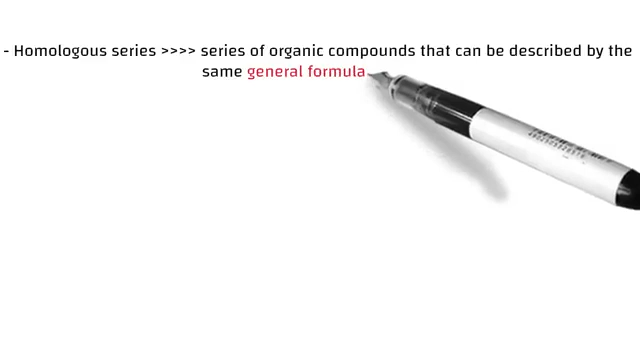 - Homologous series >>>> series of organic compounds that can be described by the
same general formula